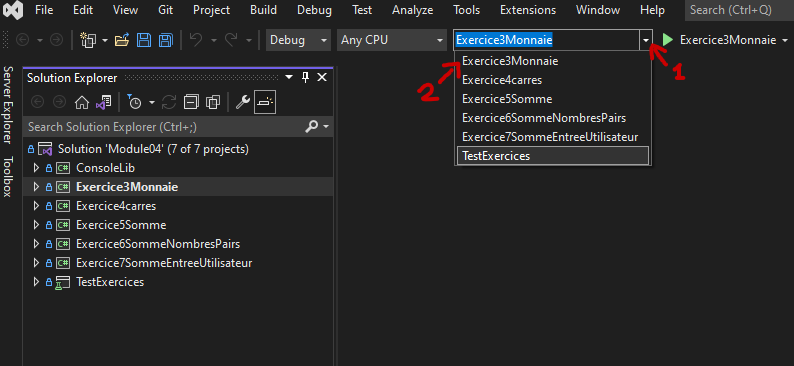 File Edit View Git Project Build Debug Test Analyze Tools Extensions Window Help Search (Ctrl+Q)
Debug Any CPU Exercice3Monnaie Exercice3Monnaie
Exercice3Monnaie
Exercice4carres
Exercice5Somme
Exercice6SommeNombresPairs
Exercice7SommeEntreeUtilisateur
TestExercices
1
2
Server Explorer
Toolbox
Solution Explorer
Search Solution Explorer (Ctrl+;)
Solution 'Module04' (7 of 7 projects)
C# ConsoleLib
C# Exercice3Monnaie
C# Exercice4carres
C# Exercice5Somme
C# Exercice6SommeNombresPairs
C# Exercice7SommeEntreeUtilisateur
TestExercices